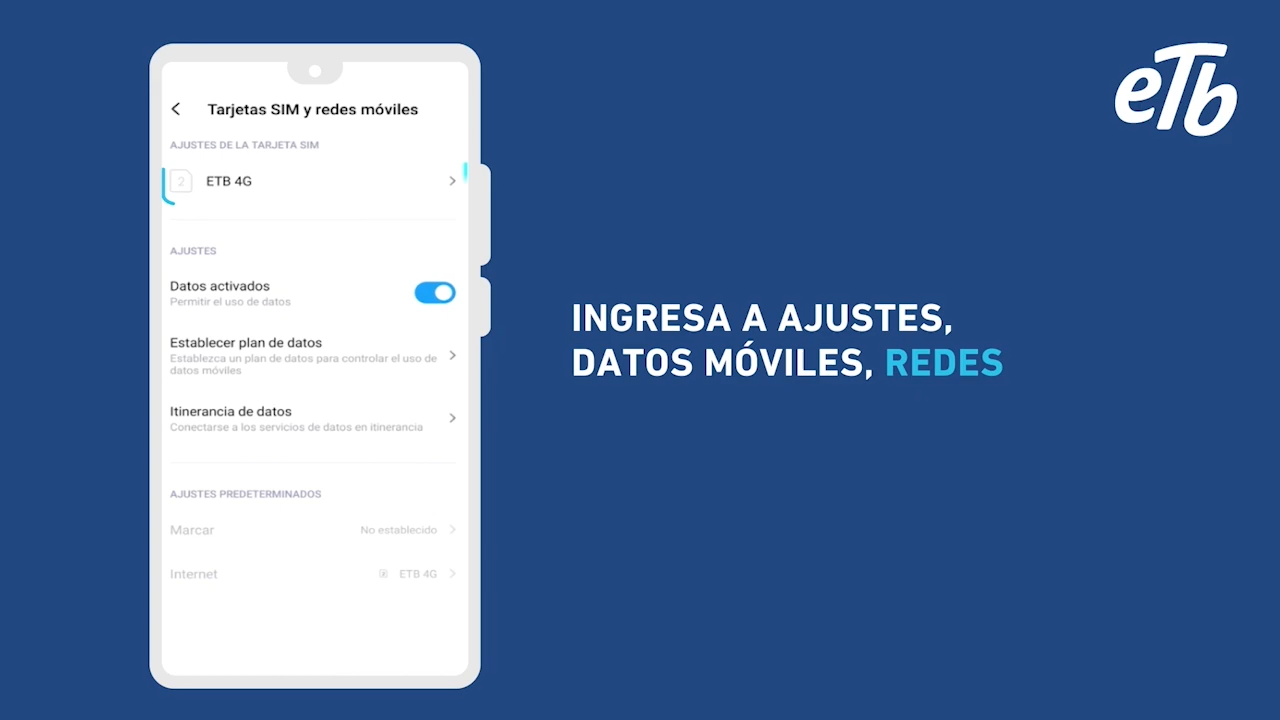 Tarjetas SIM y redes móviles
AJUSTES DE LA TARJETA SIM
2 ETB 4G
AJUSTES
Datos activados
Permitir el uso de datos
Establecer plan de datos
Establezca un plan de datos para controlar el uso de
datos móviles
Itinerancia de datos
Conectarse a los servicios de datos en itinerancia
AJUSTES PREDETERMINADOS
Marcar No establecido
Internet ETB 4G
INGRESA A AJUSTES,
DATOS MÓVILES, REDES
eTb